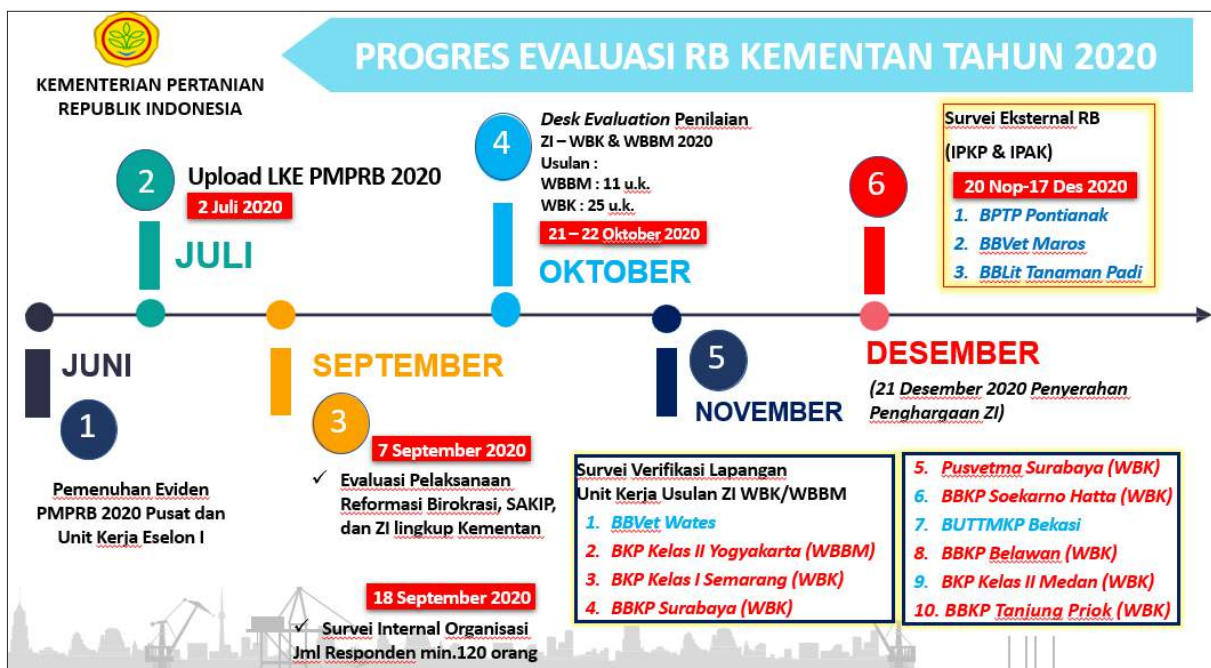 PROGRES EVALUASI RB KEMENTAN TAHUN 2020
KEMENTERIAN PERTANIAN
REPUBLIK INDONESIA
1
JUNI
Pemenuhan Eviden
PMPRB 2020 Pusat dan
Unit Kerja Eselon I
2
Upload LKE PMPRB 2020
2 Juli 2020
JULI
SEPTEMBER
3
7 September 2020
✓ Evaluasi Pelaksanaan
Reformasi Birokrasi, SAKIP,
dan ZI lingkup Kementan
18 September 2020
✓ Survei Internal Organisasi
Jml Responden min.120 orang
4
Desk Evaluation Penilaian
ZI – WBK & WBBM 2020
Usulan :
WBBM : 11 u.k.
WBK : 25 u.k.
21 – 22 Oktober 2020
OKTOBER
5
NOVEMBER
Survei Verifikasi Lapangan
Unit Kerja Usulan ZI WBK/WBBM
1. BBVet Wates
2. BKP Kelas II Yogyakarta (WBBM)
3. BKP Kelas I Semarang (WBK)
4. BBKP Surabaya (WBK)
5. Pusvetma Surabaya (WBK)
6. BBKP Soekarno Hatta (WBK)
7. BUTTMKP Bekasi
8. BBKP Belawan (WBK)
9. BKP Kelas II Medan (WBK)
10. BBKP Tanjung Priok (WBK)
6
DESEMBER
(21 Desember 2020 Penyerahan
Penghargaan ZI)
Survei Eksternal RB
(IPKP & IPAK)
20 Nop-17 Des 2020
1. BPTP Pontianak
2. BBVet Maros
3. BBLit Tanaman Padi